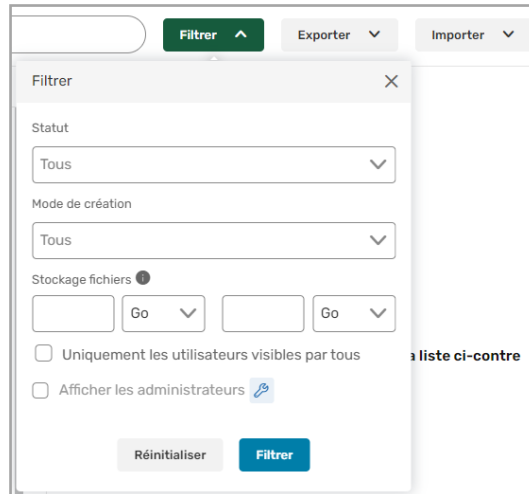 Filtrer Exporter Importer
Filtrer
Statut
Tous
Mode de création
Tous
Stockage fichiers
Go Go
Uniquement les utilisateurs visibles par tous
liste ci-contre
Afficher les administrateurs
Réinitialiser Filtrer